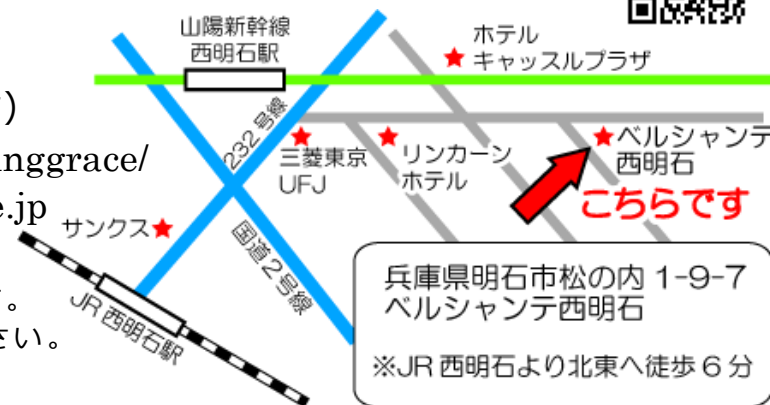 山陽新幹線
西明石駅
ホテル
キャッスルプラザ
)
inggrace/
e.jp
232号線
三菱東京
UFJ
リンカーン
ホテル
ベルシャンテ
西明石
こちらです
サンクス
国道2号線
JR西明石駅
。
さい。
兵庫県明石市松の内 1-9-7
ベルシャンテ西明石
※JR 西明石より北東へ徒歩 6 分